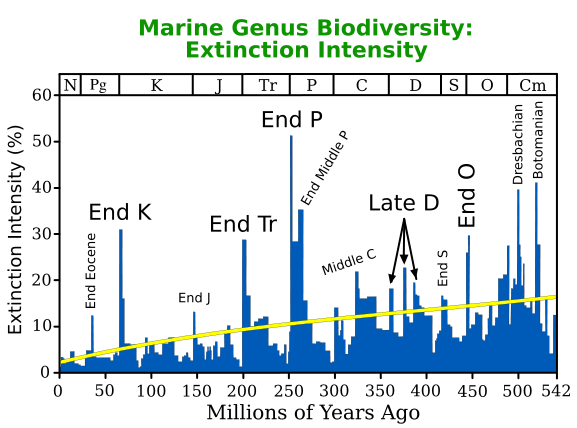 Marine Genus Biodiversity:
Extinction Intensity
N Pg K J Tr P C D S O Cm
Extinction Intensity (%)
60
50
40
30
20
10
0
End Eocene
End K
End J
End Tr
End P
End Middle P
Middle C
Late D
End S
End O
Dresbachian
Botomanian
0 50 100 150 200 250 300 350 400 450 500 542
Millions of Years Ago